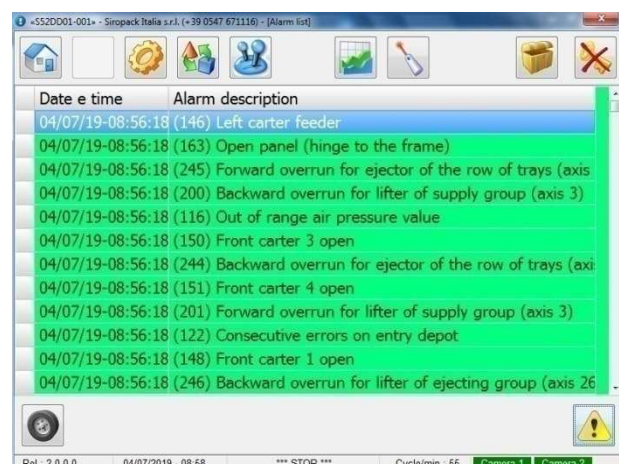 «S52DD01-001» - Siropack Italia s.r.l. (+39 0547 671116) - [Alarm list]
Date e time Alarm description
04/07/19-08:56:18 (146) Left carter feeder
04/07/19-08:56:18 (163) Open panel (hinge to the frame)
04/07/19-08:56:18 (245) Forward overrun for ejector of the row of trays (axis
04/07/19-08:56:18 (200) Backward overrun for lifter of supply group (axis 3)
04/07/19-08:56:18 (116) Out of range air pressure value
04/07/19-08:56:18 (150) Front carter 3 open
04/07/19-08:56:18 (244) Backward overrun for ejector of the row of trays (axi
04/07/19-08:56:18 (151) Front carter 4 open
04/07/19-08:56:18 (201) Forward overrun for lifter of supply group (axis 3)
04/07/19-08:56:18 (122) Consecutive errors on entry depot
04/07/19-08:56:18 (148) Front carter 1 open
04/07/19-08:56:18 (246) Backward overrun for lifter of ejecting group (axis 26
Rel.: 2.0.0.0 04/07/2019 - 08:58 *** STOP *** Cycle/min.: 55 Camera 1 Camera 2